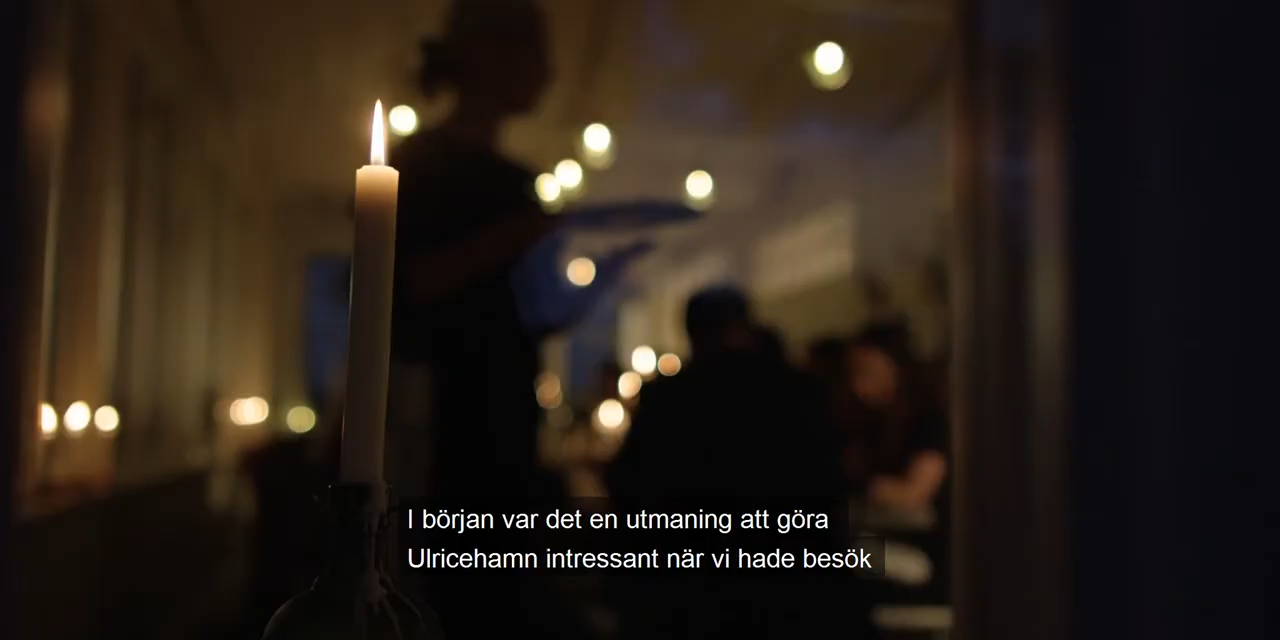 I början var det en utmaning att göra
Ulricehamn intressant när vi hade besök